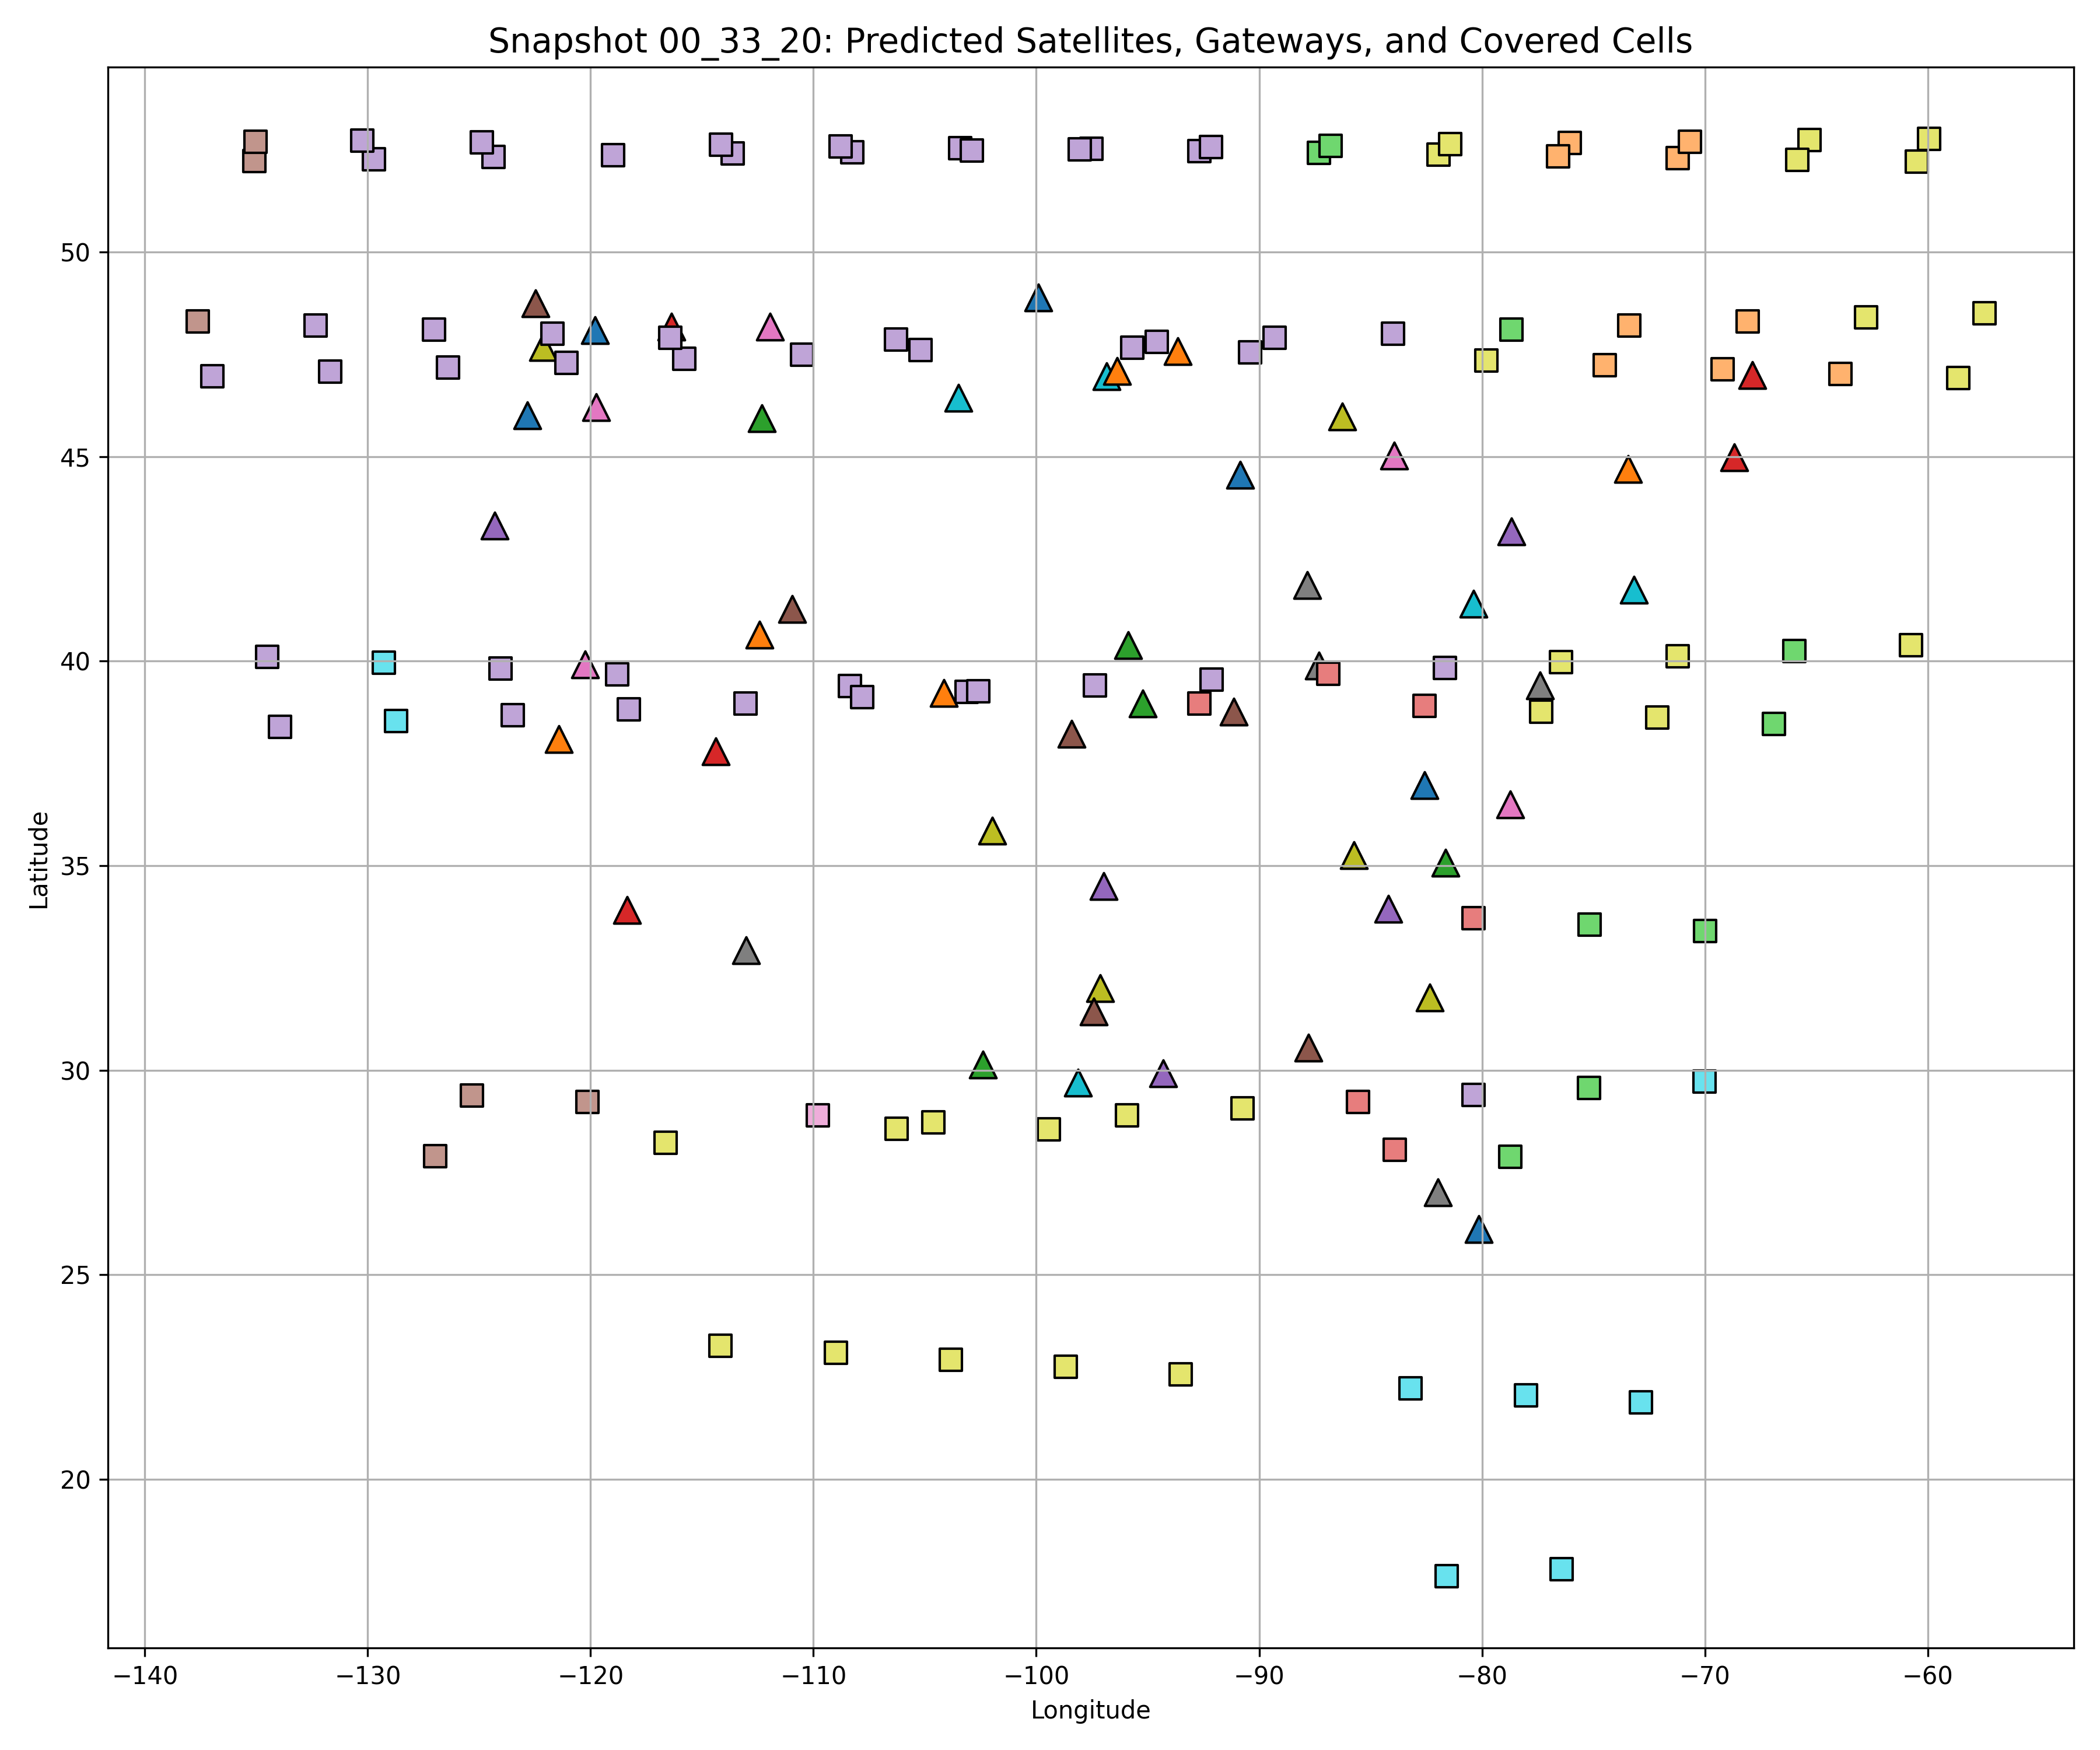 Snapshot 00_33_20: Predicted Satellites, Gateways, and Covered Cells
50
45
40
35
30
25
20
Latitude
−140 −130 −120 −110 −100 −90 −80 −70 −60
Longitude